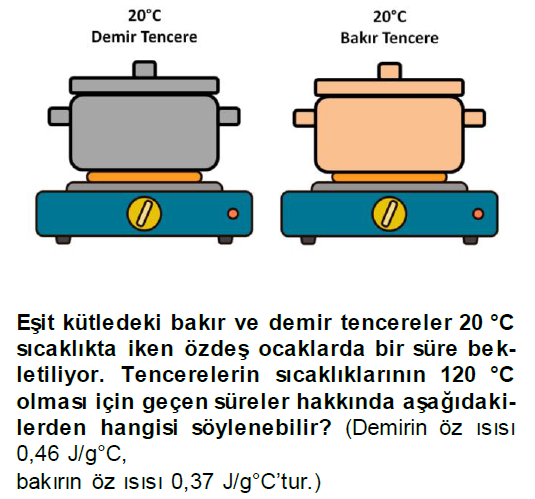 20°C
Demir Tencere
20°C
Bakır Tencere
Eşit kütledeki bakır ve demir tencereler 20 °C
sıcaklıkta iken özdeş ocaklarda bir süre bek-
letiliyor. Tencerelerin sıcaklıklarının 120 °C
olması için geçen süreler hakkında aşağıdaki-
lerden hangisi söylenebilir? (Demirin öz ısısı
0,46 J/g°C,
bakırın öz ısısı 0,37 J/g°C’tur.)